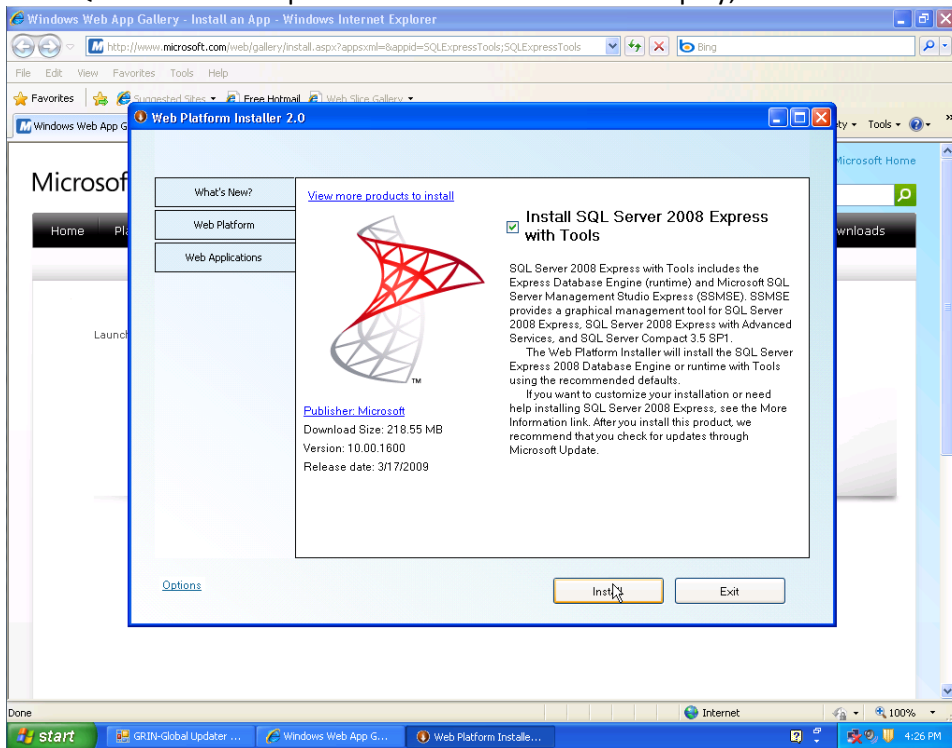 Windows Web App Gallery - Install an App - Windows Internet Explorer
http://www.microsoft.com/web/gallery/install.aspx?appsxml=&appid=SQLExpressTools;SQLExpressTools
Bing
File Edit View Favorites Tools Help
Favorites Suggested Sites Free Hotmail Web Slice Gallery
Windows Web App G
Web Platform Installer 2.0
ty Tools
Microsoft Home
Microsof
What's New?
View more products to install
Install SQL Server 2008 Express
with Tools
Home Pl
Web Platform
wnloads
Web Applications
SQL Server 2008 Express with Tools includes the
Express Database Engine (runtime) and Microsoft SQL
Server Management Studio Express (SSMSE). SSMSE
provides a graphical management tool for SQL Server
2008 Express, SQL Server 2008 Express with Advanced
Services, and SQL Server Compact 3.5 SP1.
The Web Platform Installer will install the SQL Server
Express 2008 Database Engine or runtime with Tools
using the recommended defaults.
If you want to customize your installation or need
help installing SQL Server 2008 Express, see the More
Information link. After you install this product, we
recommend that you check for updates through
Microsoft Update.
Launch
TM
Publisher: Microsoft
Download Size: 218.55 MB
Version: 10.00.1600
Release date: 3/17/2009
Options
Install
Exit
Done
Internet
100%
start
GRIN-Global Updater ...
Windows Web App G...
Web Platform Installe...
4:26 PM